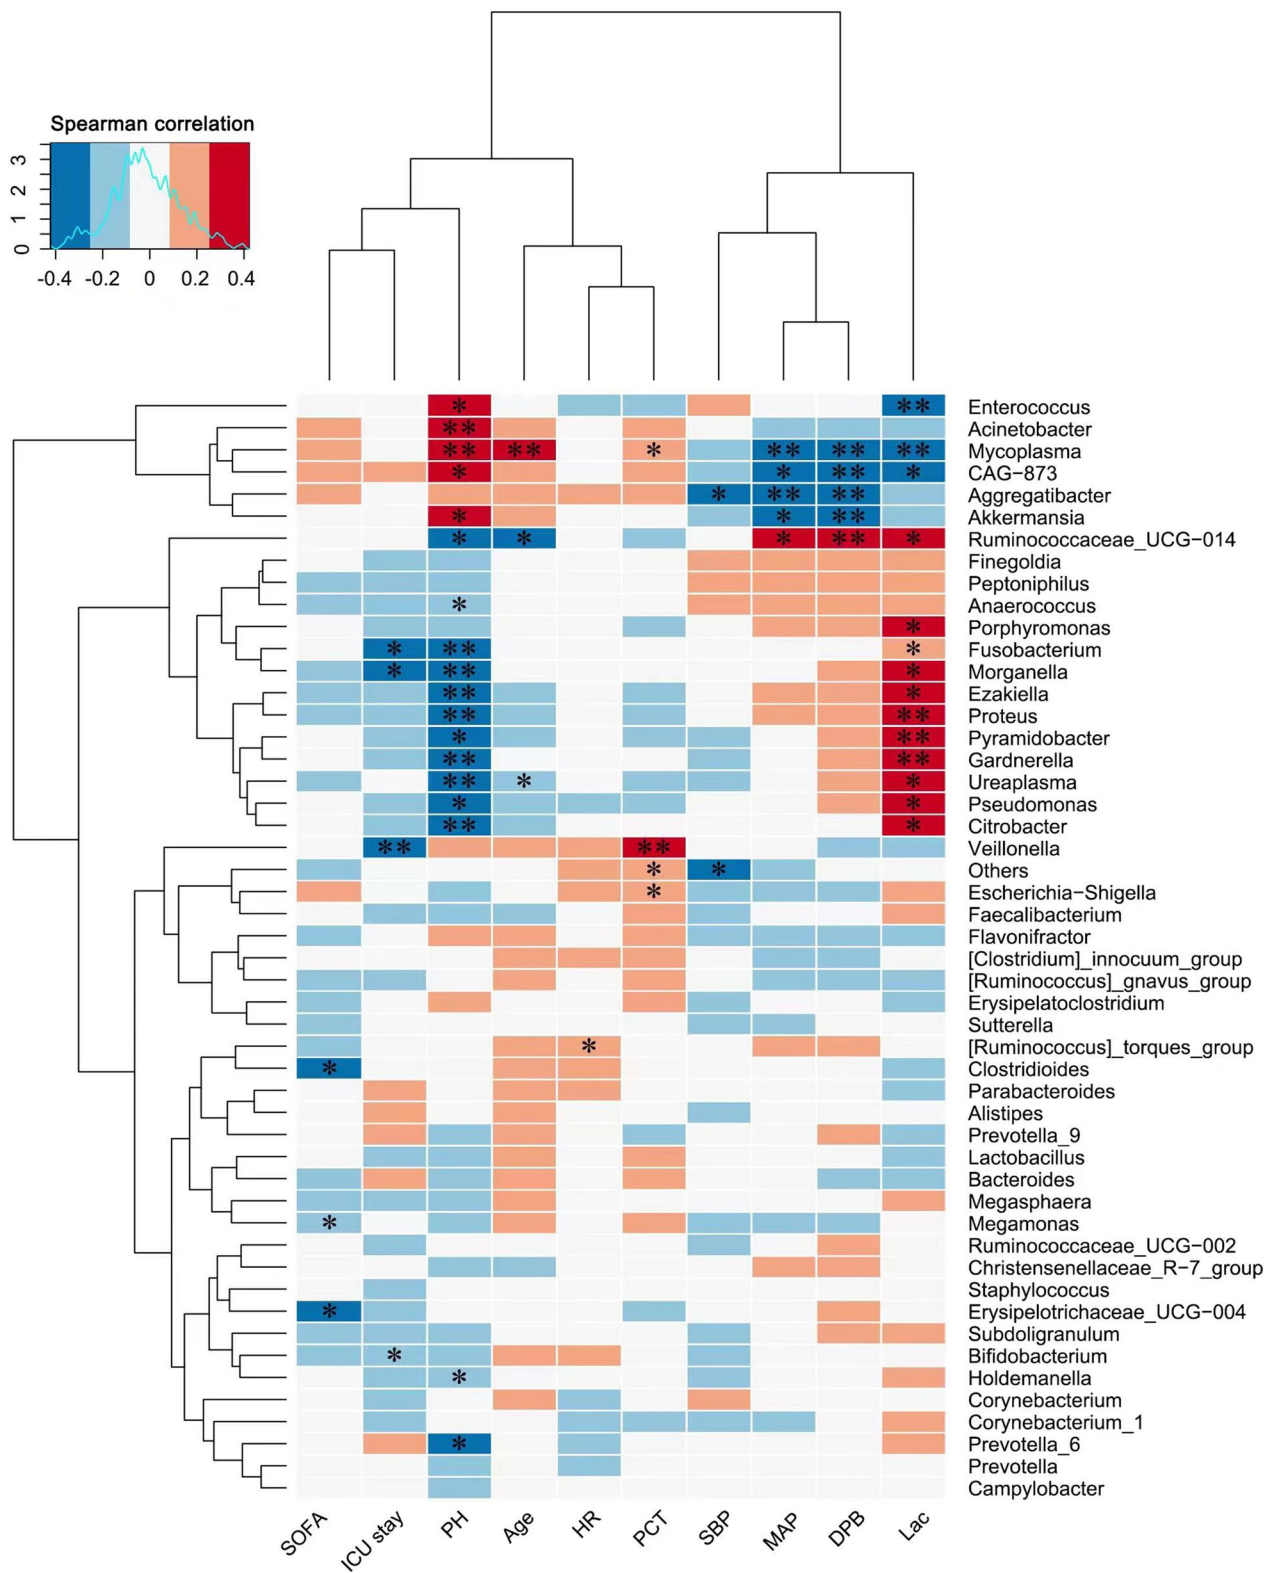 Spearman correlation
3
2
1
0
-0.4 -0.2 0 0.2 0.4
* ** Enterococcus
** Acinetobacter
** ** * ** ** ** Mycoplasma
* * ** * CAG−873
* ** ** Aggregatibacter
* * ** Akkermansia
* * * ** * Ruminococcaceae_UCG−014
Finegoldia
Peptoniphilus
* Anaerococcus
* Porphyromonas
* ** * Fusobacterium
* ** * Morganella
** * Ezakiella
** ** Proteus
* ** Pyramidobacter
** ** Gardnerella
** * * Ureaplasma
* * Pseudomonas
** * Citrobacter
** ** Veillonella
* * Others
* Escherichia−Shigella
Faecalibacterium
Flavonifractor
[Clostridium]_innocuum_group
[Ruminococcus]_gnavus_group
Erysipelatoclostridium
Sutterella
* [Ruminococcus]_torques_group
* Clostridioides
Parabacteroides
Alistipes
Prevotella_9
Lactobacillus
Bacteroides
Megasphaera
* Megamonas
Ruminococcaceae_UCG−002
Christensenellaceae_R−7_group
Staphylococcus
* Erysipelotrichaceae_UCG−004
Subdoligranulum
* Bifidobacterium
* Holdemanella
Corynebacterium
Corynebacterium_1
* Prevotella_6
Prevotella
Campylobacter
SOFA ICU stay PH Age HR PCT SBP MAP DPB Lac